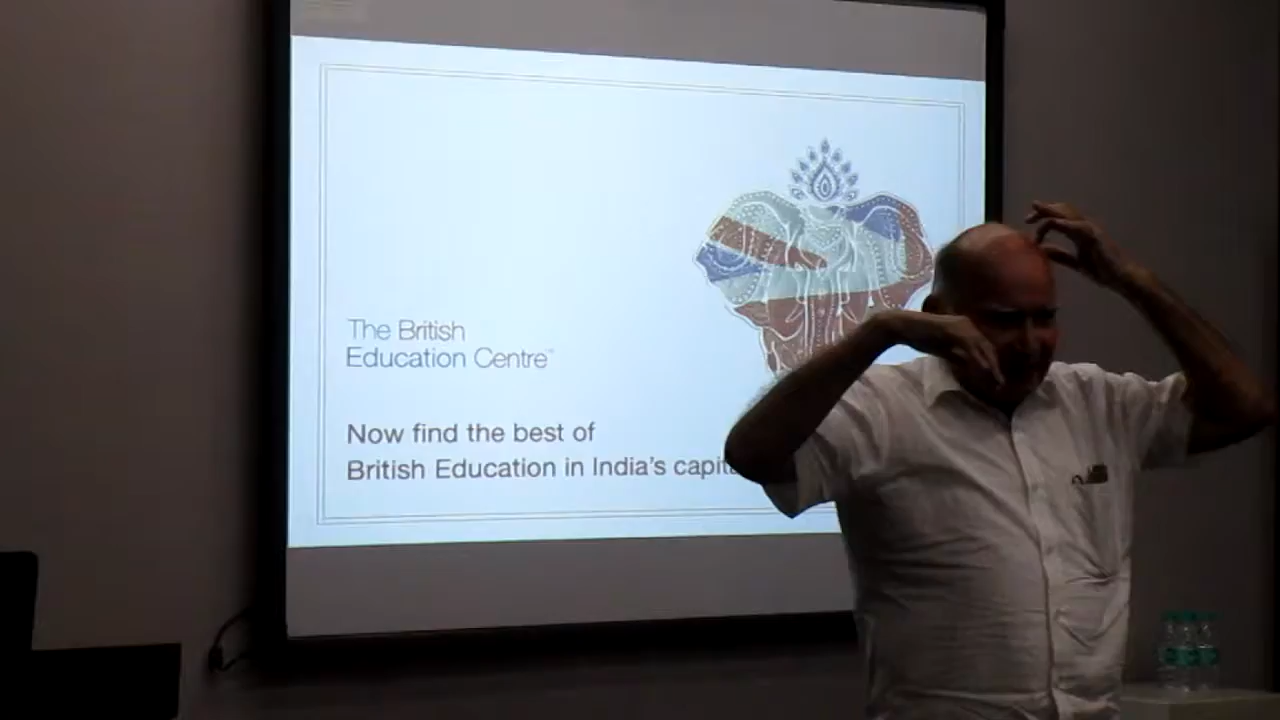 The British
Education Centre™
Now find the best of
British Education in India's